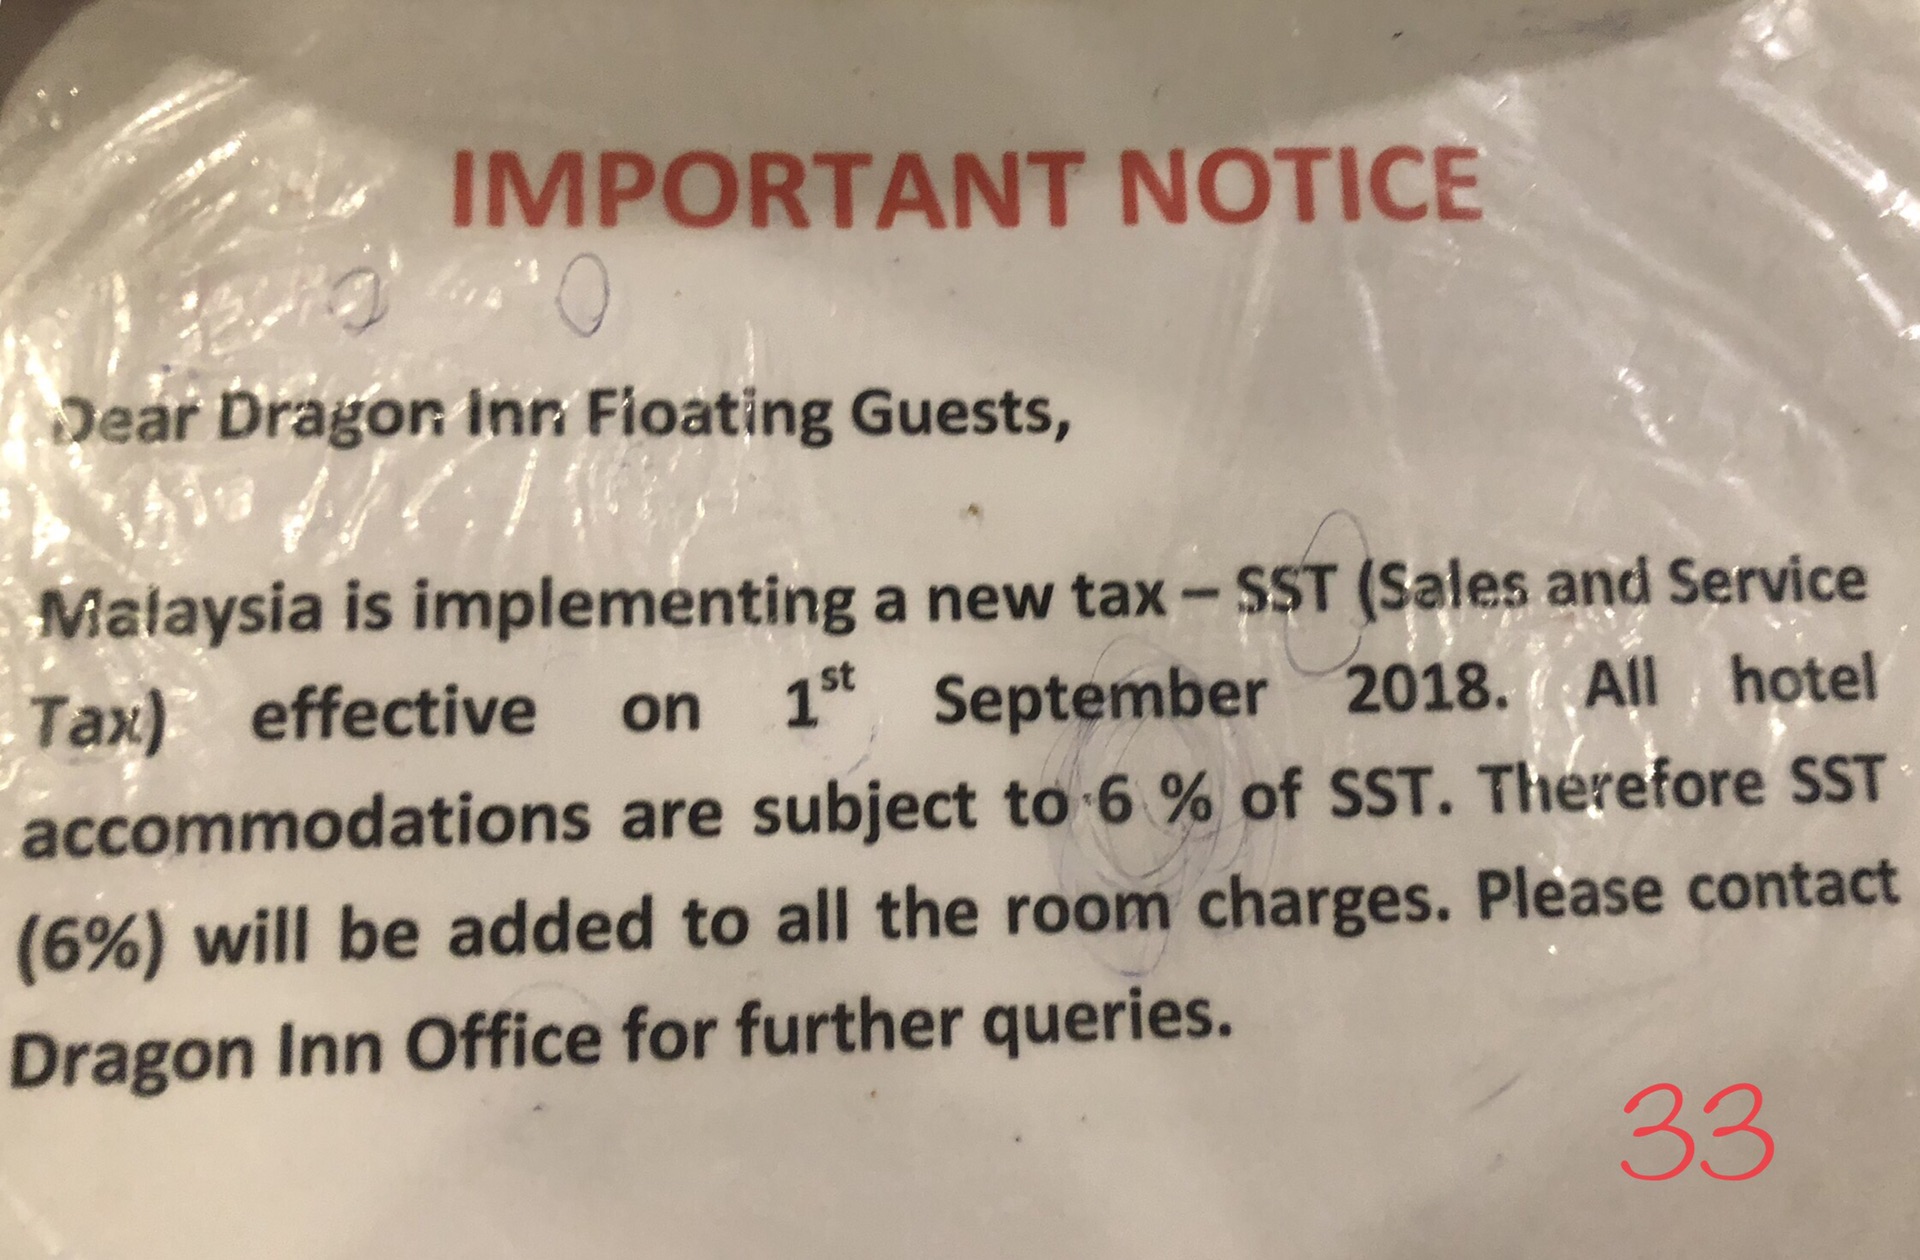 IMPORTANT NOTICE
Dear Dragon Inn Floating Guests,
Malaysia is implementing a new tax – SST (Sales and Service
Tax) effective on 1st September 2018. All hotel
accommodations are subject to 6 % of SST. Therefore SST
(6%) will be added to all the room charges. Please contact
Dragon Inn Office for further queries.
33